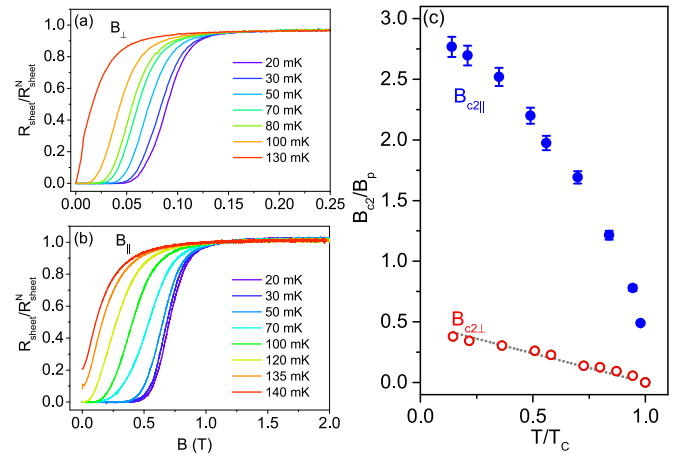 (a)
B⊥
R_sheet/R^N_sheet
1.0
0.8
0.6
0.4
0.2
0.0
20 mK
30 mK
50 mK
70 mK
80 mK
100 mK
130 mK
0.00 0.05 0.10 0.15 0.20 0.25
(b)
B||
R_sheet/R^N_sheet
1.0
0.8
0.6
0.4
0.2
0.0
20 mK
30 mK
50 mK
70 mK
100 mK
120 mK
135 mK
140 mK
0.0 0.5 1.0 1.5 2.0
B (T)
(c)
B_c2/B_p
3.0
2.5
2.0
1.5
1.0
0.5
0.0
B_c2||
B_c2⊥
0.0 0.5 1.0
T/T_C